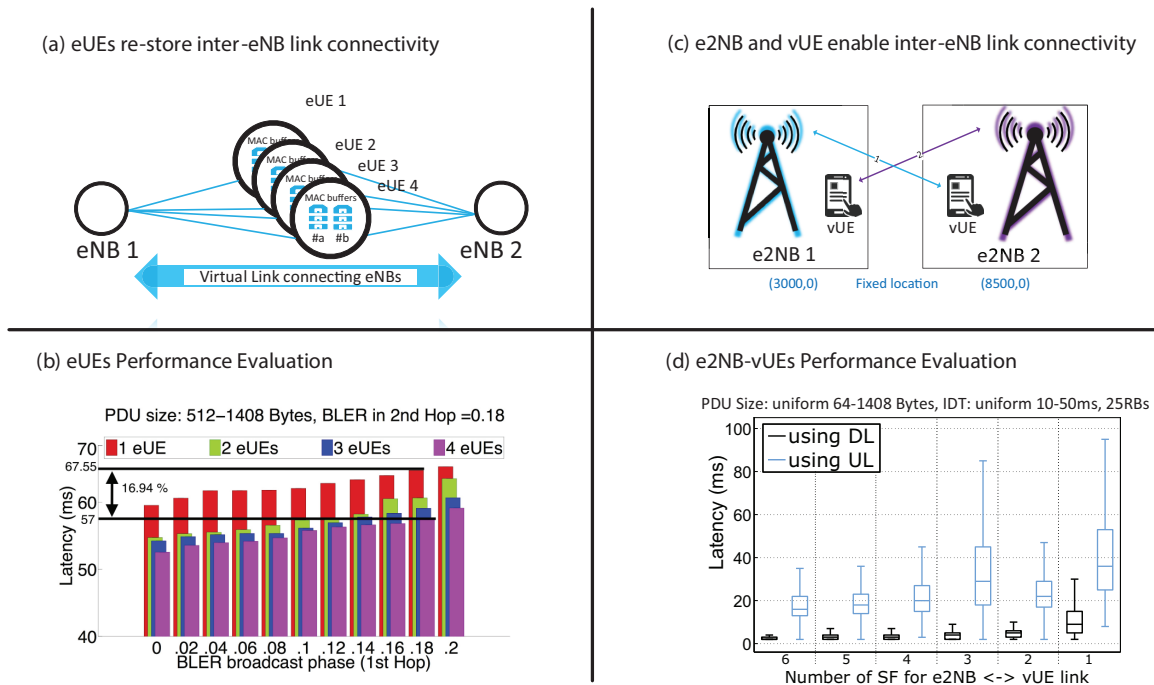 (a) eUEs re-store inter-eNB link connectivity
eUE 1
MAC buffers
eUE 2
MAC buffers
eUE 3
MAC buffers
eUE 4
MAC buffers
#a #b
eNB 1
eNB 2
Virtual Link connecting eNBs
(c) e2NB and vUE enable inter-eNB link connectivity
1
2
vUE
vUE
e2NB 1
e2NB 2
(3000,0) Fixed location (8500,0)
(b) eUEs Performance Evaluation
PDU size: 512–1408 Bytes, BLER in 2nd Hop =0.18
1 eUE 2 eUEs 3 eUEs 4 eUEs
Latency (ms)
70
67.55
16.94 %
60
57
50
40
0 .02 .04 .06 .08 .1 .12 .14 .16 .18 .2
BLER broadcast phase (1st Hop)
(d) e2NB-vUEs Performance Evaluation
PDU Size: uniform 64-1408 Bytes, IDT: uniform 10-50ms, 25RBs
using DL
using UL
Latency (ms)
100
80
60
40
20
0
6 5 4 3 2 1
Number of SF for e2NB <-> vUE link